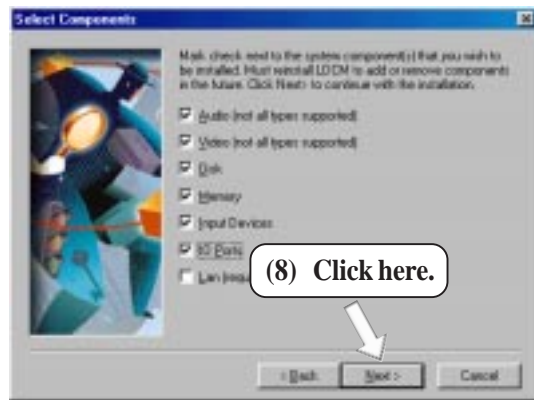 Select Components
Mark check next to the system component(s) that you wish to
be installed. Must reinstall LDCM to add or remove components
in the future. Click Next> to continue with the installation.
Audio (not all types supported)
Video (not all types supported)
Disk
Memory
Input Devices
IO Ports
Lan
(8) Click here.
< Back
Next >
Cancel